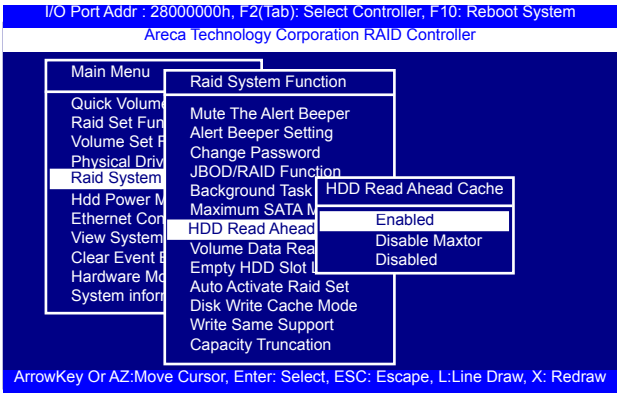 I/O Port Addr : 28000000h, F2(Tab): Select Controller, F10: Reboot System
Areca Technology Corporation RAID Controller
Main Menu
Quick Volume
Raid Set Fun
Volume Set F
Physical Driv
Raid System
Hdd Power M
Ethernet Con
View System
Clear Event B
Hardware Mo
System inform
Raid System Function
Mute The Alert Beeper
Alert Beeper Setting
Change Password
JBOD/RAID Function
Background Task
Maximum SATA M
HDD Read Ahead
Volume Data Rea
Empty HDD Slot L
Auto Activate Raid Set
Disk Write Cache Mode
Write Same Support
Capacity Truncation
HDD Read Ahead Cache
Enabled
Disable Maxtor
Disabled
ArrowKey Or AZ:Move Cursor, Enter: Select, ESC: Escape, L:Line Draw, X: Redraw